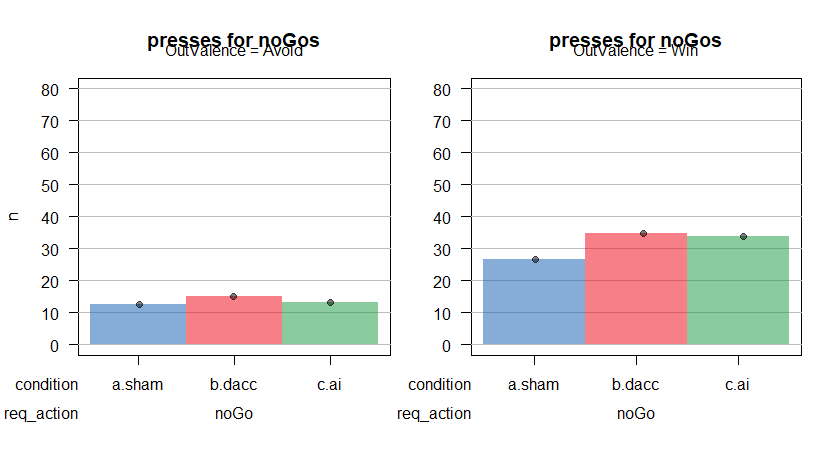 presses for noGos
OutValence = Avoid
n
80
70
60
50
40
30
20
10
0
condition a.sham b.dacc c.ai
req_action noGo
presses for noGos
OutValence = Win
80
70
60
50
40
30
20
10
0
condition a.sham b.dacc c.ai
req_action noGo